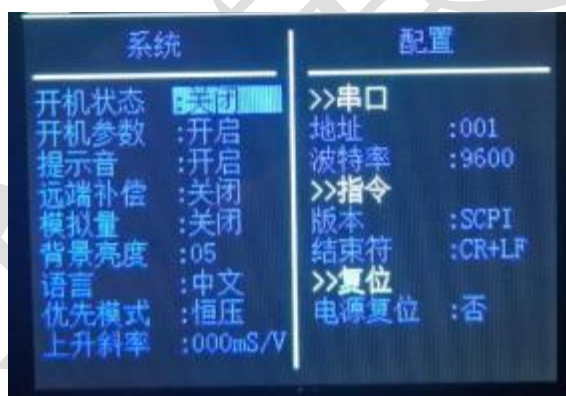 系统
开机状态 :关闭
开机参数 :开启
提示音 :开启
远端补偿 :关闭
模拟量 :关闭
背景亮度 :05
语言 :中文
优先模式 :恒压
上升斜率 :000mS/V
配置
>>串口
地址 :001
波特率 :9600
>>指令
版本 :SCPI
结束符 :CR+LF
>>复位
电源复位 :否